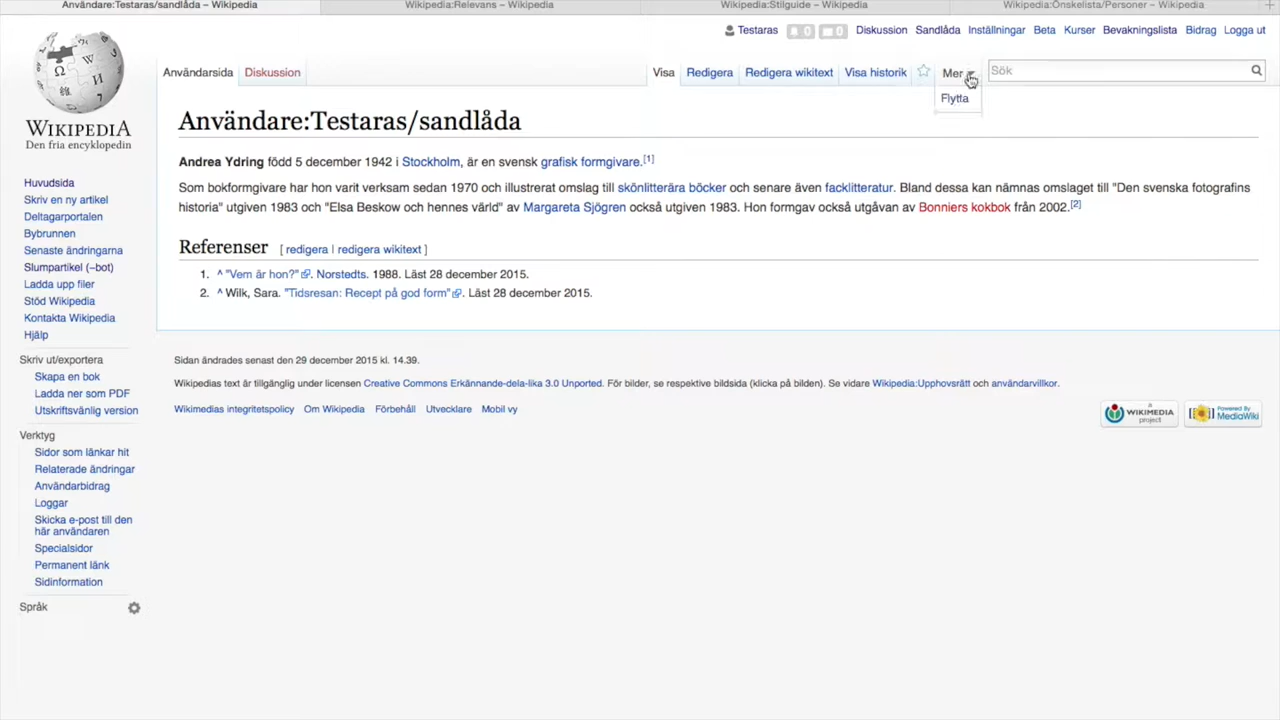 Användare:Testaras/sandlåda – Wikipedia
Wikipedia:Relevans – Wikipedia
Wikipedia:Stilguide – Wikipedia
Wikipedia:Önskelista/Personer – Wikipedia
Testaras 0 0 Diskussion Sandlåda Inställningar Beta Kurser Bevakningslista Bidrag Logga ut
Användarsida Diskussion Visa Redigera Redigera wikitext Visa historik Mer Sök
Flytta
WIKIPEDIA
Den fria encyklopedin
Huvudsida
Skriv en ny artikel
Deltagarportalen
Bybrunnen
Senaste ändringarna
Slumpartikel (–bot)
Ladda upp filer
Stöd Wikipedia
Kontakta Wikipedia
Hjälp
Skriv ut/exportera
Skapa en bok
Ladda ner som PDF
Utskriftsvänlig version
Verktyg
Sidor som länkar hit
Relaterade ändringar
Användarbidrag
Loggar
Skicka e-post till den
här användaren
Specialsidor
Permanent länk
Sidinformation
Språk
Användare:Testaras/sandlåda
Andrea Ydring född 5 december 1942 i Stockholm, är en svensk grafisk formgivare.[1]
Som bokformgivare har hon varit verksam sedan 1970 och illustrerat omslag till skönlitterära böcker och senare även facklitteratur. Bland dessa kan nämnas omslaget till "Den svenska fotografins
historia" utgiven 1983 och "Elsa Beskow och hennes värld" av Margareta Sjögren också utgiven 1983. Hon formgav också utgåvan av Bonniers kokbok från 2002.[2]
Referenser [ redigera | redigera wikitext ]
1. ^ "Vem är hon?". Norstedts. 1988. Läst 28 december 2015.
2. ^ Wilk, Sara. "Tidsresan: Recept på god form". Läst 28 december 2015.
Sidan ändrades senast den 29 december 2015 kl. 14.39.
Wikipedias text är tillgänglig under licensen Creative Commons Erkännande-dela-lika 3.0 Unported. För bilder, se respektive bildsida (klicka på bilden). Se vidare Wikipedia:Upphovsrätt och användarvillkor.
Wikimedias integritetspolicy Om Wikipedia Förbehåll Utvecklare Mobil vy
A WIKIMEDIA project
Powered By MediaWiki